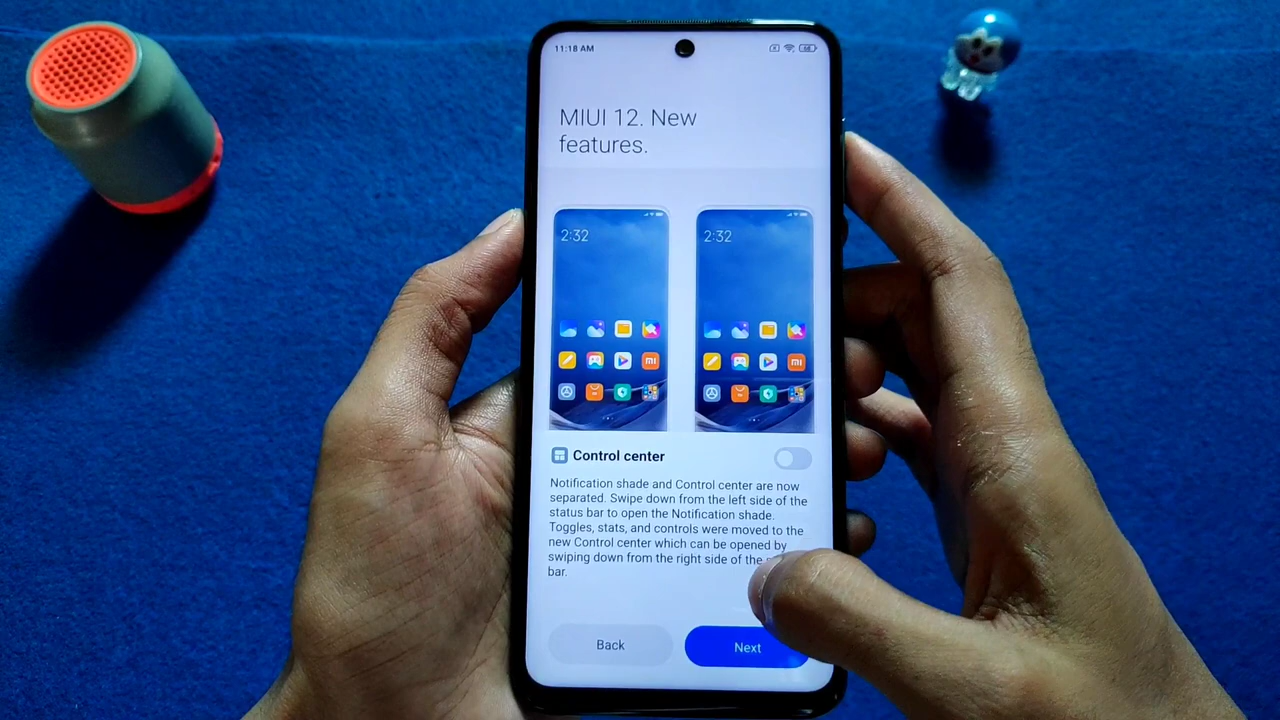 11:18 AM
68
MIUI 12. New
features.
2:32
2:32
Control center
Notification shade and Control center are now
separated. Swipe down from the left side of the
status bar to open the Notification shade.
Toggles, stats, and controls were moved to the
new Control center which can be opened by
swiping down from the right side of the
bar.
Back
Next